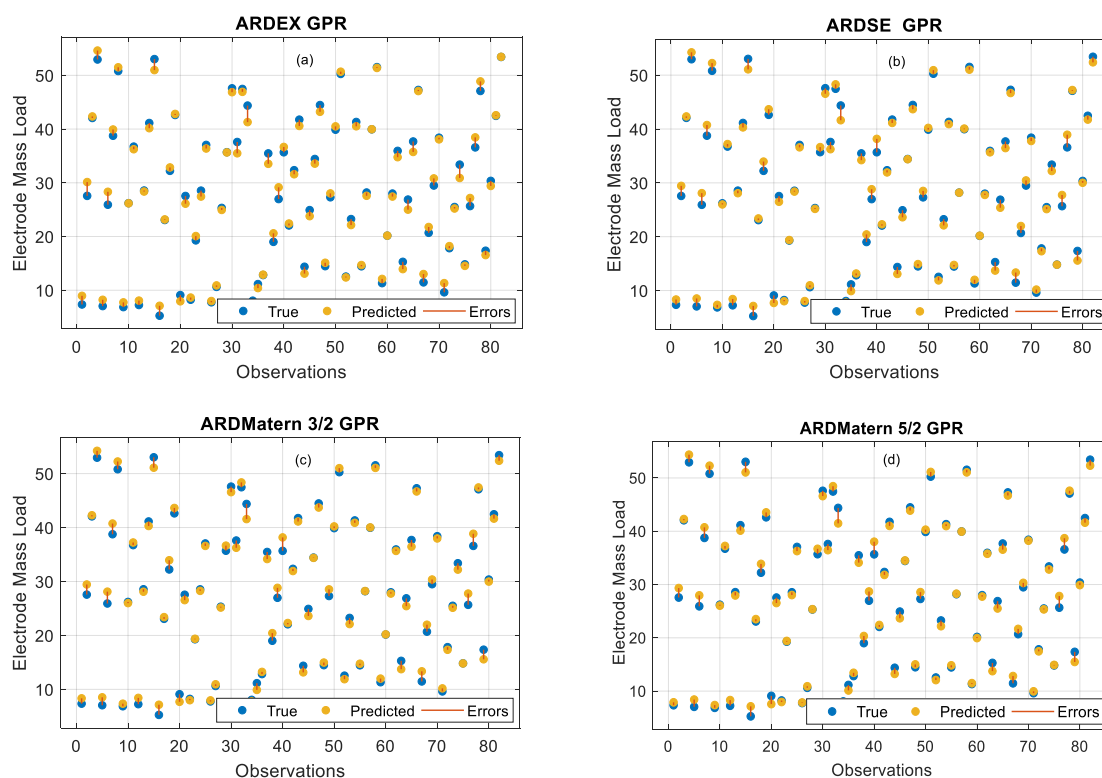 ARDEX GPR
(a)
Electrode Mass Load
50
40
30
20
10
0 10 20 30 40 50 60 70 80
Observations
True Predicted Errors
ARDSE GPR
(b)
Electrode Mass Load
50
40
30
20
10
0 10 20 30 40 50 60 70 80
Observations
True Predicted Errors
ARDMatern 3/2 GPR
(c)
Electrode Mass Load
50
40
30
20
10
0 10 20 30 40 50 60 70 80
Observations
True Predicted Errors
ARDMatern 5/2 GPR
(d)
Electrode Mass Load
50
40
30
20
10
0 10 20 30 40 50 60 70 80
Observations
True Predicted Errors